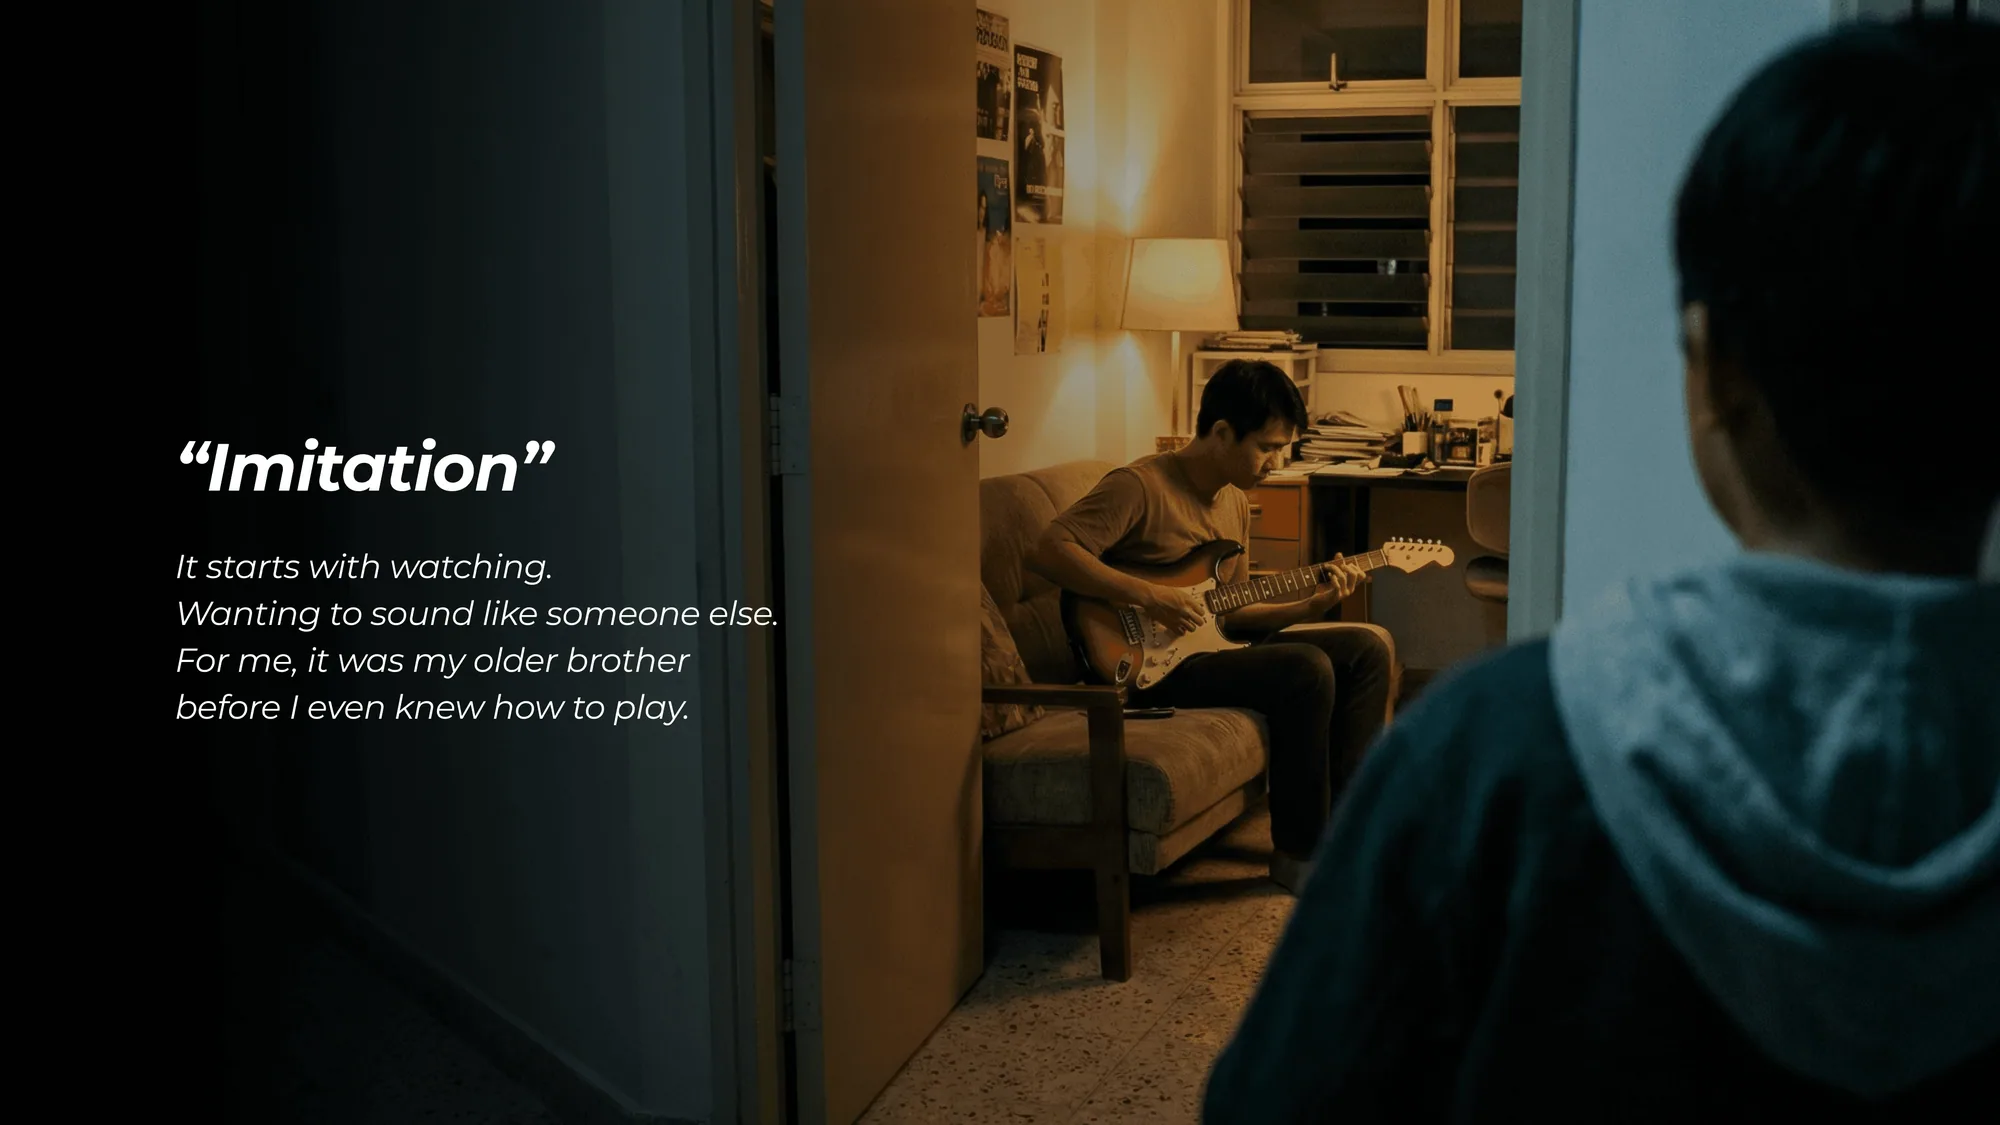 “Imitation”
It starts with watching.
Wanting to sound like someone else.
For me, it was my older brother
before I even knew how to play.